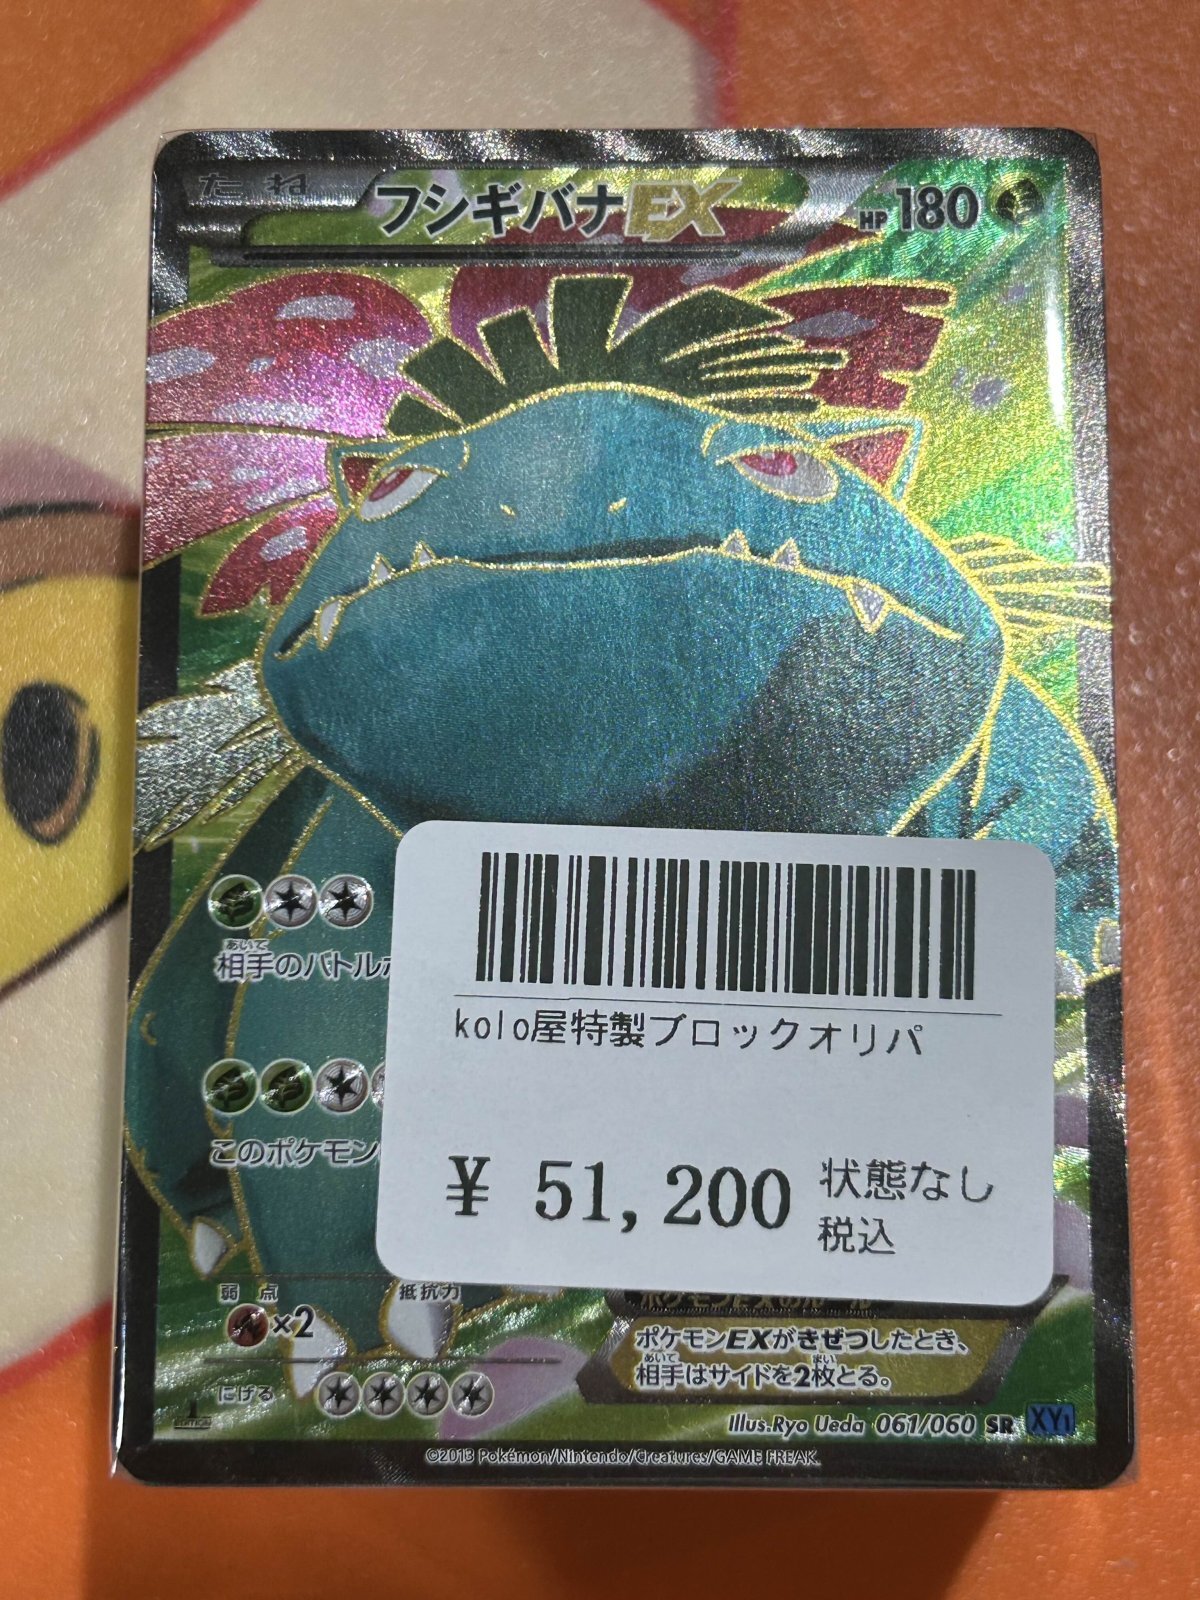 たね フシギバナEX HP180
あいて
相手のバトルポ
kolo屋特製ブロックオリパ
このポケモン
¥ 51,200 状態なし
税込
弱点 抵抗力
×2
ポケモンEXがきぜつしたとき、
あいて まい
相手はサイドを2枚とる。
にげる
1 EDITION
Illus.Ryo Ueda 061/060 SR XY1
©2013 Pokémon/Nintendo/Creatures/GAME FREAK.